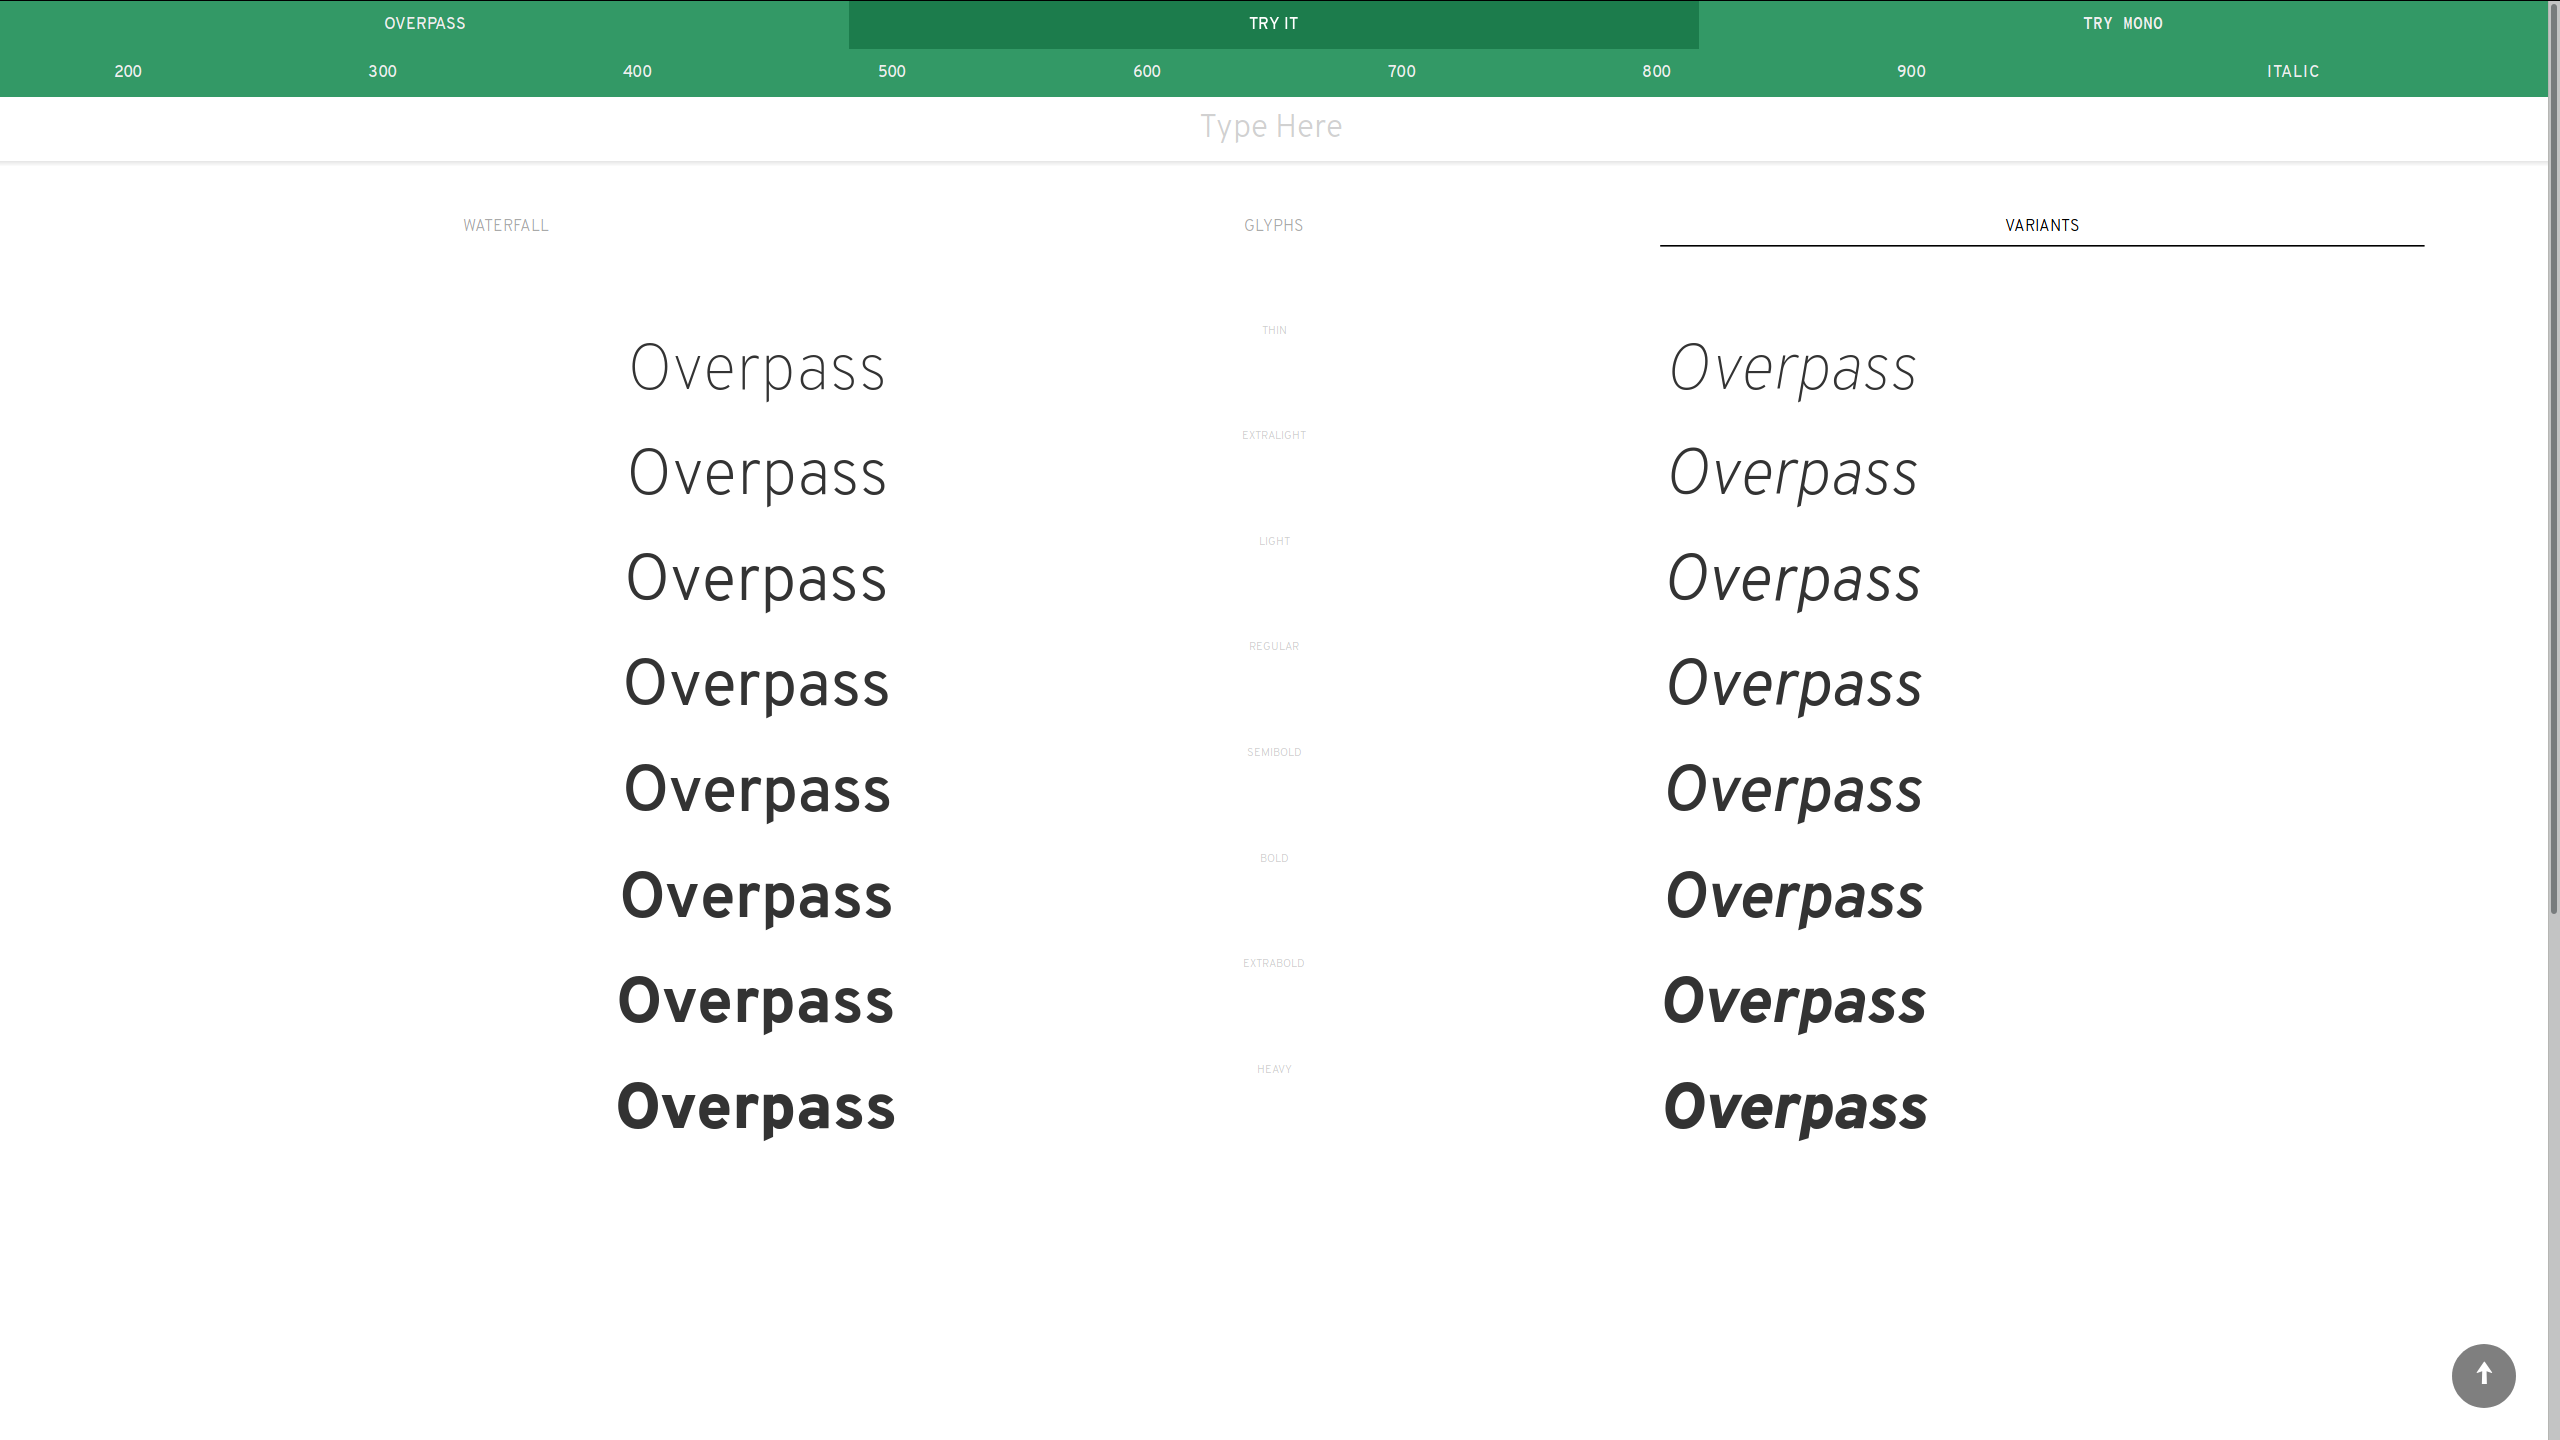 OVERPASS TRY IT TRY MONO
200 300 400 500 600 700 800 900 ITALIC
Type Here
WATERFALL GLYPHS VARIANTS
THIN
Overpass Overpass
EXTRALIGHT
Overpass Overpass
LIGHT
Overpass Overpass
REGULAR
Overpass Overpass
SEMIBOLD
Overpass Overpass
BOLD
Overpass Overpass
EXTRABOLD
Overpass Overpass
HEAVY
Overpass Overpass